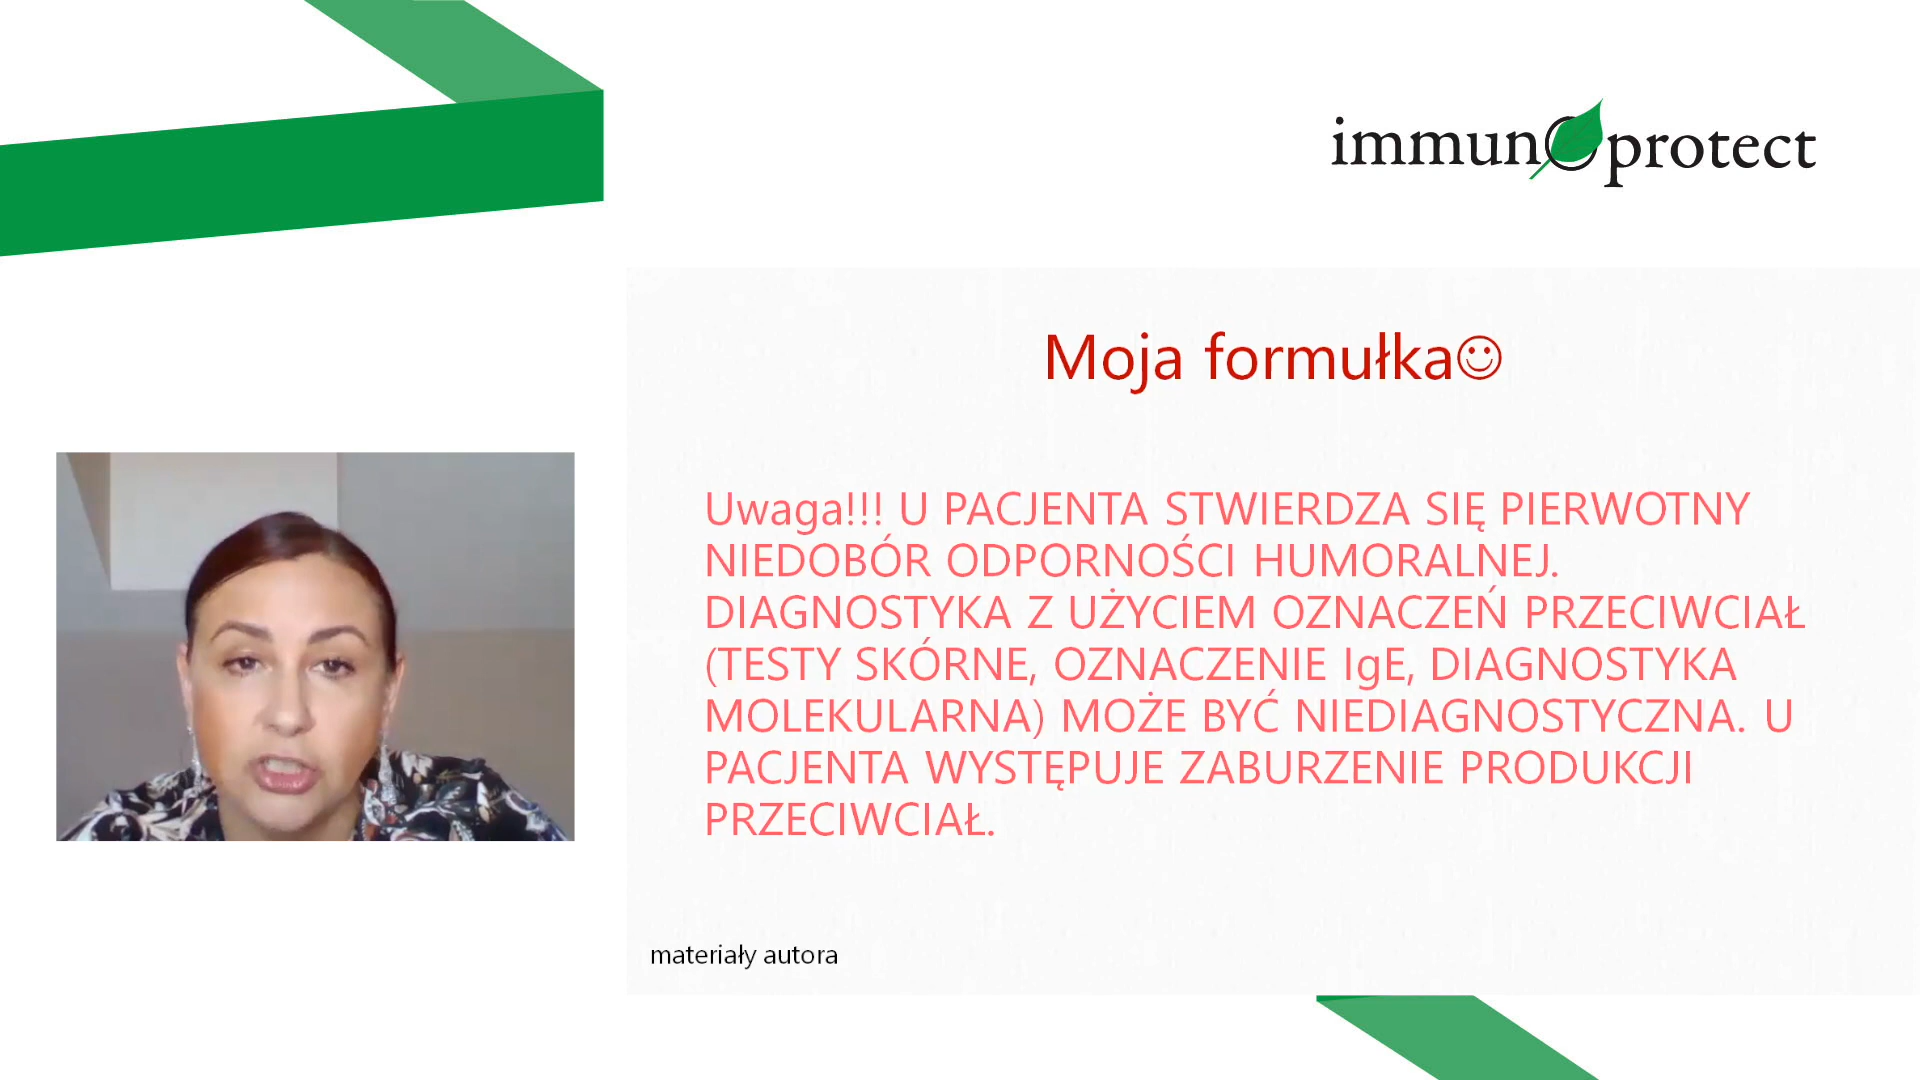 immunoprotect
Moja formułka☺
Uwaga!!! U PACJENTA STWIERDZA SIĘ PIERWOTNY
NIEDOBÓR ODPORNOŚCI HUMORALNEJ.
DIAGNOSTYKA Z UŻYCIEM OZNACZEŃ PRZECIWCIAŁ
(TESTY SKÓRNE, OZNACZENIE IgE, DIAGNOSTYKA
MOLEKULARNA) MOŻE BYĆ NIEDIAGNOSTYCZNA. U
PACJENTA WYSTĘPUJE ZABURZENIE PRODUKCJI
PRZECIWCIAŁ.
materiały autora